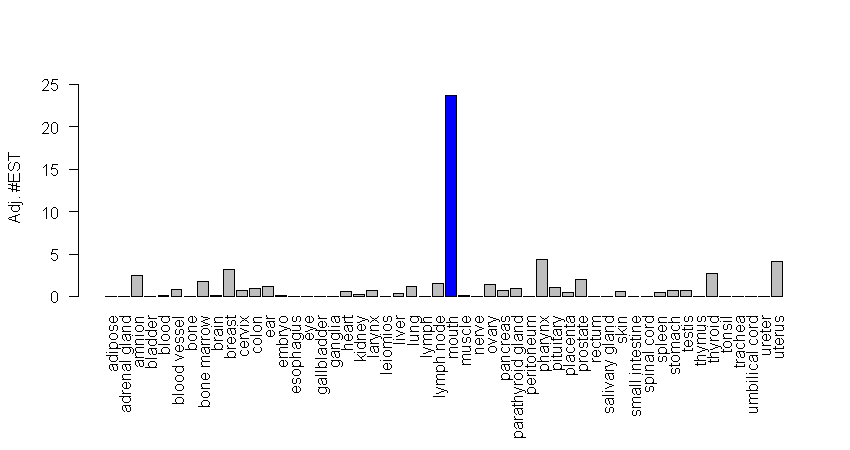 Adj. #EST
25
20
15
10
5
0
adipose
adrenal gland
amnion
bladder
blood
blood vessel
bone
bone marrow
brain
breast
cervix
colon
ear
embryo
esophagus
eye
gallbladder
ganglia
heart
kidney
larynx
leiomios
liver
lung
lymph
lymph node
mouth
muscle
nerve
ovary
pancreas
parathyroid gland
peritoneum
pharynx
pituitary
placenta
prostate
rectum
salivary gland
skin
small intestine
spinal cord
spleen
stomach
testis
thymus
thyroid
tonsil
trachea
umbilical cord
ureter
uterus